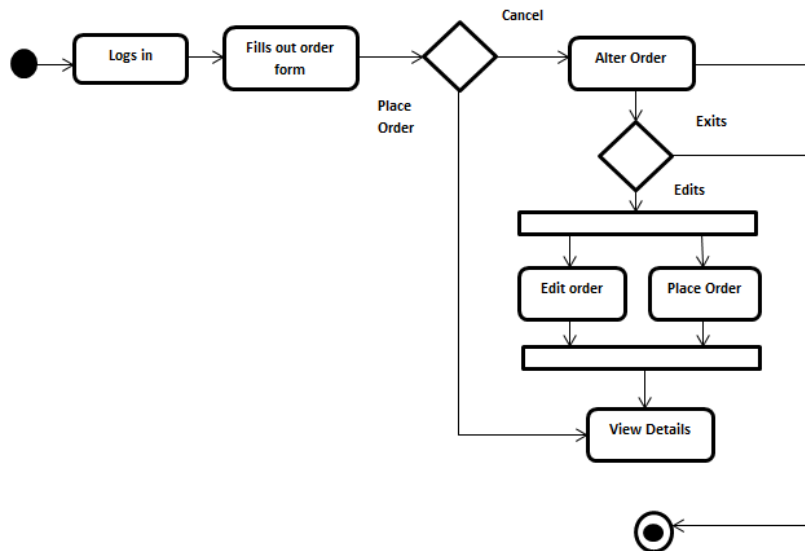 Cancel
Logs in
Fills out order
form
Alter Order
Place
Order
Exits
Edits
Edit order
Place Order
View Details